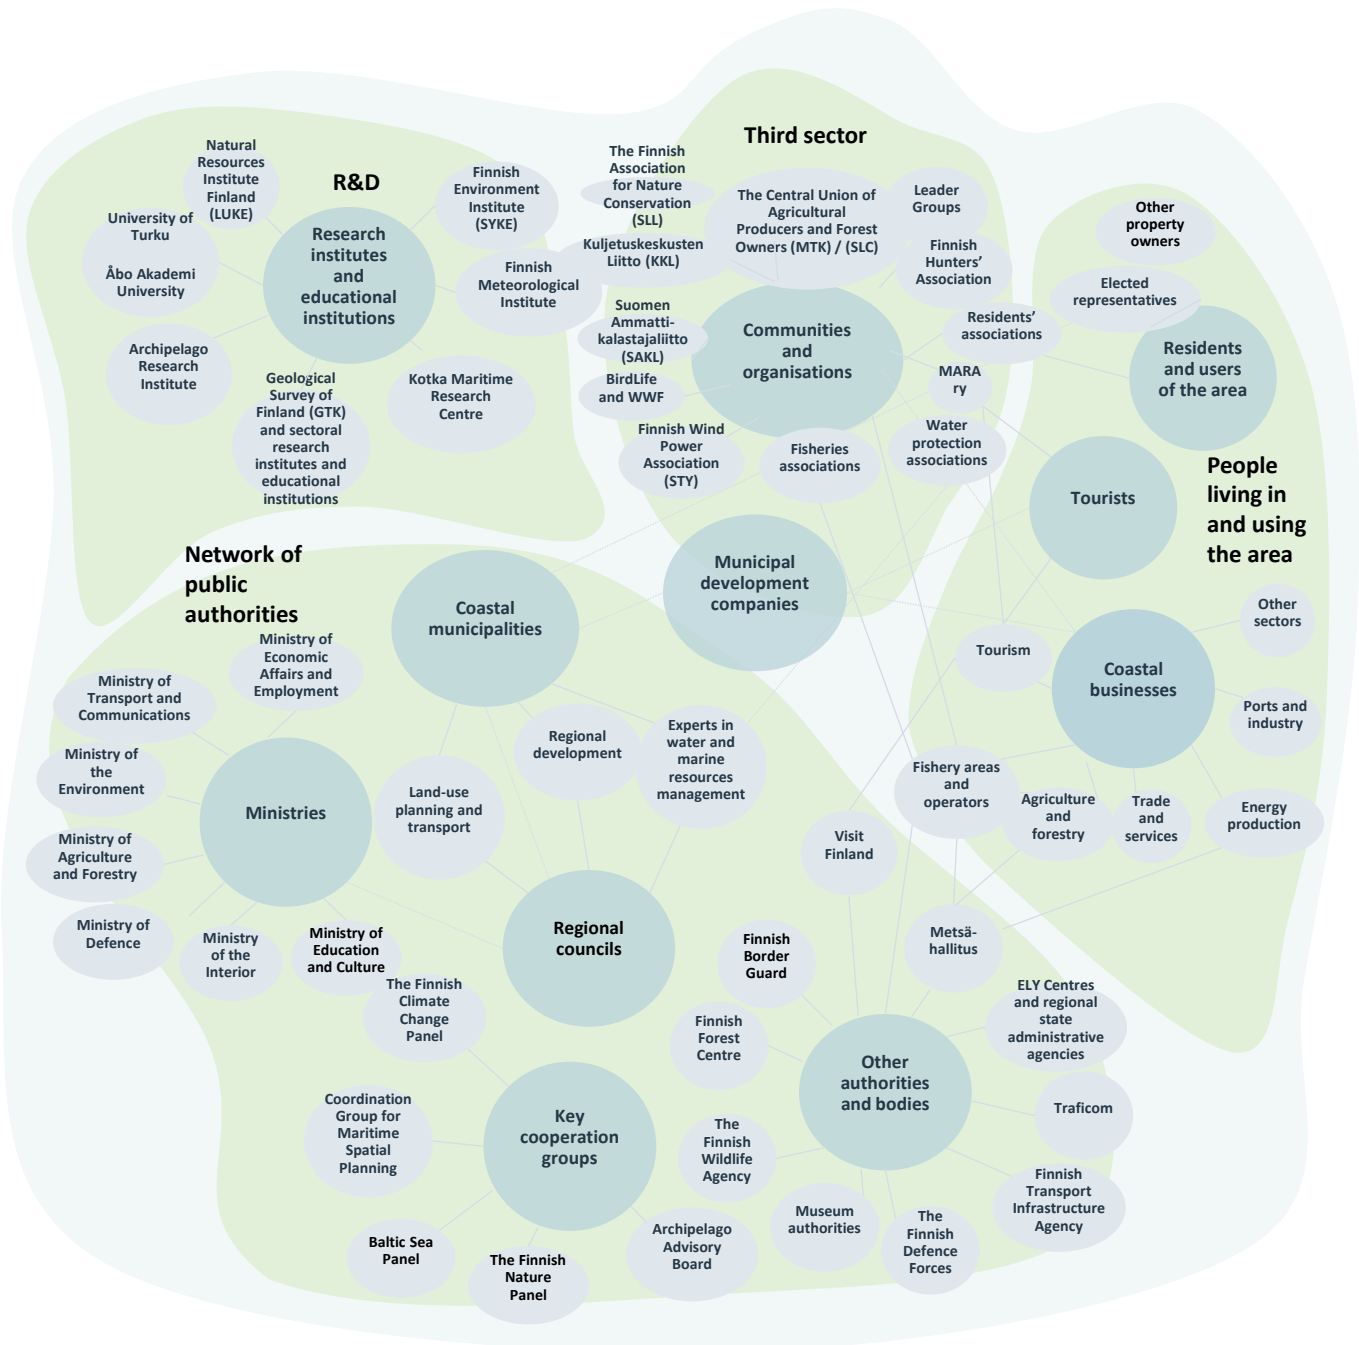 Third sector
R&D
Natural
Resources
Institute
Finland
(LUKE)
Finnish
Environment
Institute
(SYKE)
University of
Turku
Åbo Akademi
University
Research
institutes
and
educational
institutions
Finnish
Meteorological
Institute
Archipelago
Research
Institute
Geological
Survey of
Finland (GTK)
and sectoral
research
institutes and
educational
institutions
Kotka Maritime
Research
Centre
The Finnish
Association
for Nature
Conservation
(SLL)
The Central Union of
Agricultural
Producers and Forest
Owners (MTK) / (SLC)
Leader
Groups
Kuljetuskeskusten
Liitto (KKL)
Finnish
Hunters'
Association
Suomen
Ammatti-
kalastajaliitto
(SAKL)
Communities
and
organisations
Residents'
associations
BirdLife
and WWF
MARA
ry
Finnish Wind
Power
Association
(STY)
Fisheries
associations
Water
protection
associations
Municipal
development
companies
Other
property
owners
Elected
representatives
Residents
and users
of the area
People
living in
and using
the area
Tourists
Other
sectors
Tourism
Coastal
businesses
Ports and
industry
Fishery areas
and
operators
Agriculture
and
forestry
Trade
and
services
Energy
production
Network of
public
authorities
Coastal
municipalities
Ministry of
Economic
Affairs and
Employment
Ministry of
Transport and
Communications
Ministry of
the
Environment
Ministries
Ministry of
Agriculture
and Forestry
Ministry of
Defence
Ministry
of the
Interior
Ministry of
Education
and Culture
Land-use
planning and
transport
Regional
development
Experts in
water and
marine
resources
management
Regional
councils
Visit
Finland
Metsä-
hallitus
Finnish
Border
Guard
The Finnish
Climate
Change
Panel
Finnish
Forest
Centre
ELY Centres
and regional
state
administrative
agencies
Other
authorities
and bodies
Traficom
Coordination
Group for
Maritime
Spatial
Planning
Key
cooperation
groups
The
Finnish
Wildlife
Agency
Finnish
Transport
Infrastructure
Agency
Museum
authorities
The
Finnish
Defence
Forces
Archipelago
Advisory
Board
Baltic Sea
Panel
The Finnish
Nature
Panel